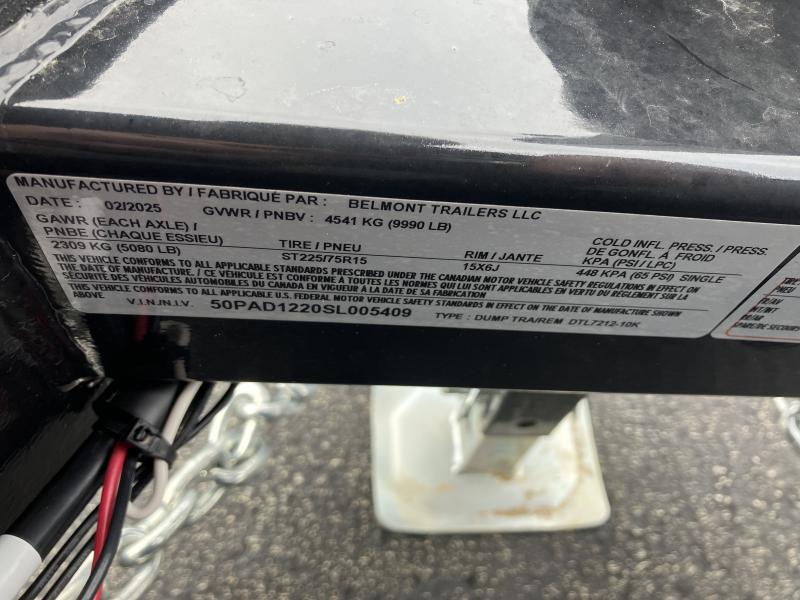 MANUFACTURED BY / FABRIQUÉ PAR : BELMONT TRAILERS LLC
DATE : 02/2025 GVWR / PNBV : 4541 KG (9990 LB)
GAWR (EACH AXLE) /
PNBE (CHAQUE ESSIEU) TIRE / PNEU RIM / JANTE COLD INFL. PRESS. / PRESS.
DE GONFL. À FROID
KPA (PSI / LPC)
2309 KG (5080 LB) ST225/75R15 15X6J 448 KPA (65 PSI) SINGLE
THIS VEHICLE CONFORMS TO ALL APPLICABLE STANDARDS PRESCRIBED UNDER THE CANADIAN MOTOR VEHICLE SAFETY REGULATIONS IN EFFECT ON
THE DATE OF MANUFACTURE. / CE VEHICULE EST CONFORME À TOUTES LES NORMES QUI LUI SONT APPLICABLES EN VERTU DU RÈGLEMENT SUR LA
SÉCURITÉ DES VÉHICULES AUTOMOBILES DU CANADA EN VIGUEUR À LA DATE DE SA FABRICATION
THIS VEHICLE CONFORMS TO ALL APPLICABLE U.S. FEDERAL MOTOR VEHICLE SAFETY STANDARDS IN EFFECT ON THE DATE OF MANUFACTURE SHOWN
ABOVE
V.I.N./N.I.V. 50PAD1220SL005409 TYPE : DUMP TRA/REM DTL7212-10K